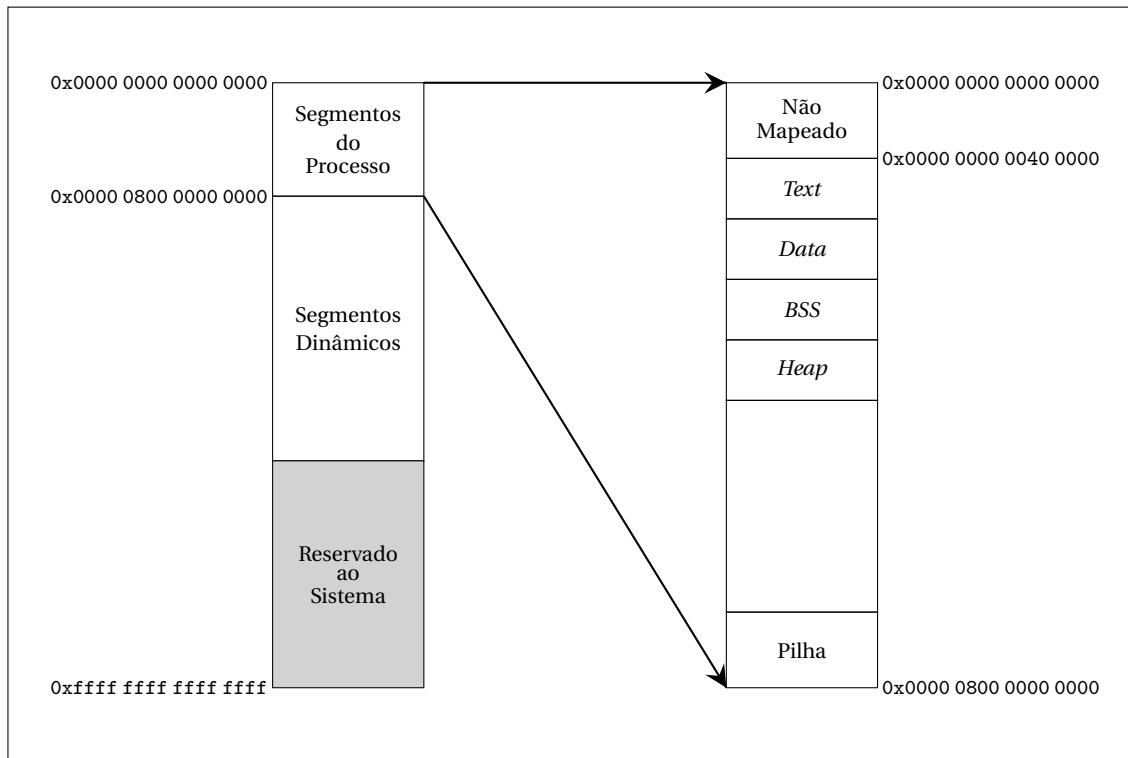 0x0000 0000 0000 0000
Segmentos
do
Processo
0x0000 0800 0000 0000
Segmentos
Dinâmicos
Reservado
ao
Sistema
0xffff ffff ffff ffff
0x0000 0000 0000 0000
Não
Mapeado
0x0000 0000 0040 0000
Text
Data
BSS
Heap
Pilha
0x0000 0800 0000 0000